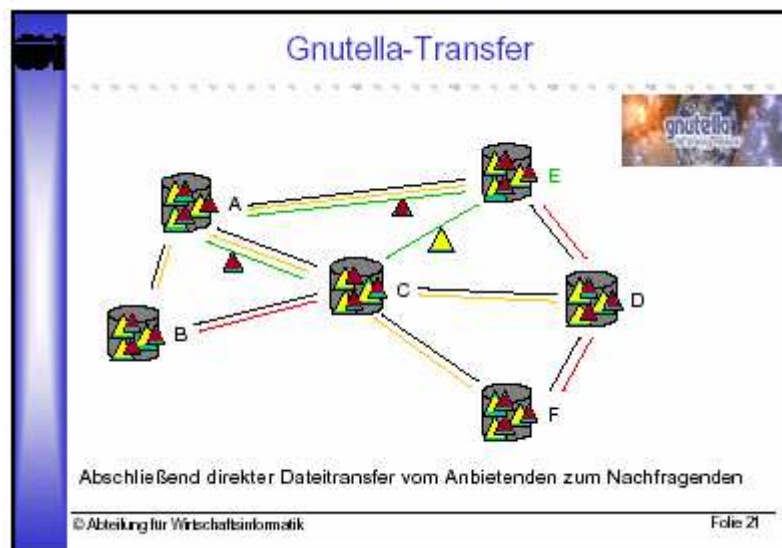 Gnutella-Transfer
gnutella
A
E
C
B
D
F
Abschließend direkter Dateitransfer vom Anbietenden zum Nachfragenden
© Abteilung für Wirtschaftsinformatik
Folie 21